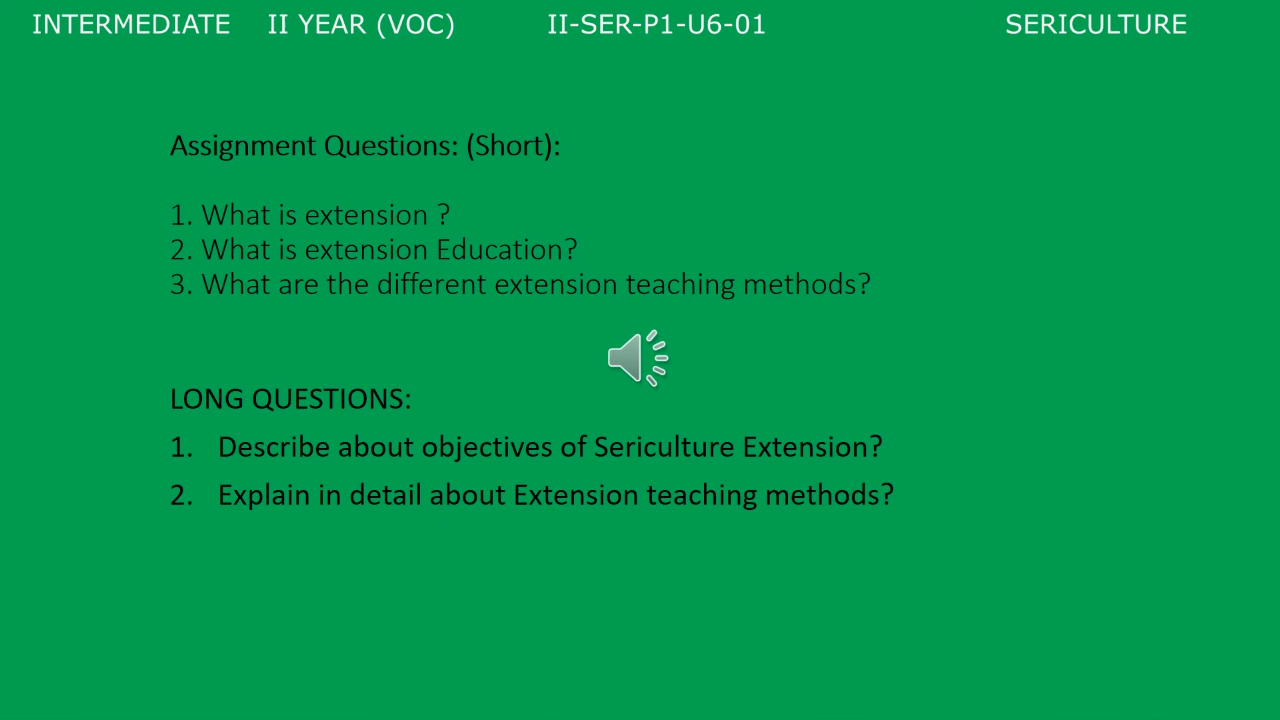 INTERMEDIATE II YEAR (VOC) II-SER-P1-U6-01 SERICULTURE
Assignment Questions: (Short):
1. What is extension ?
2. What is extension Education?
3. What are the different extension teaching methods?
LONG QUESTIONS:
1. Describe about objectives of Sericulture Extension?
2. Explain in detail about Extension teaching methods?